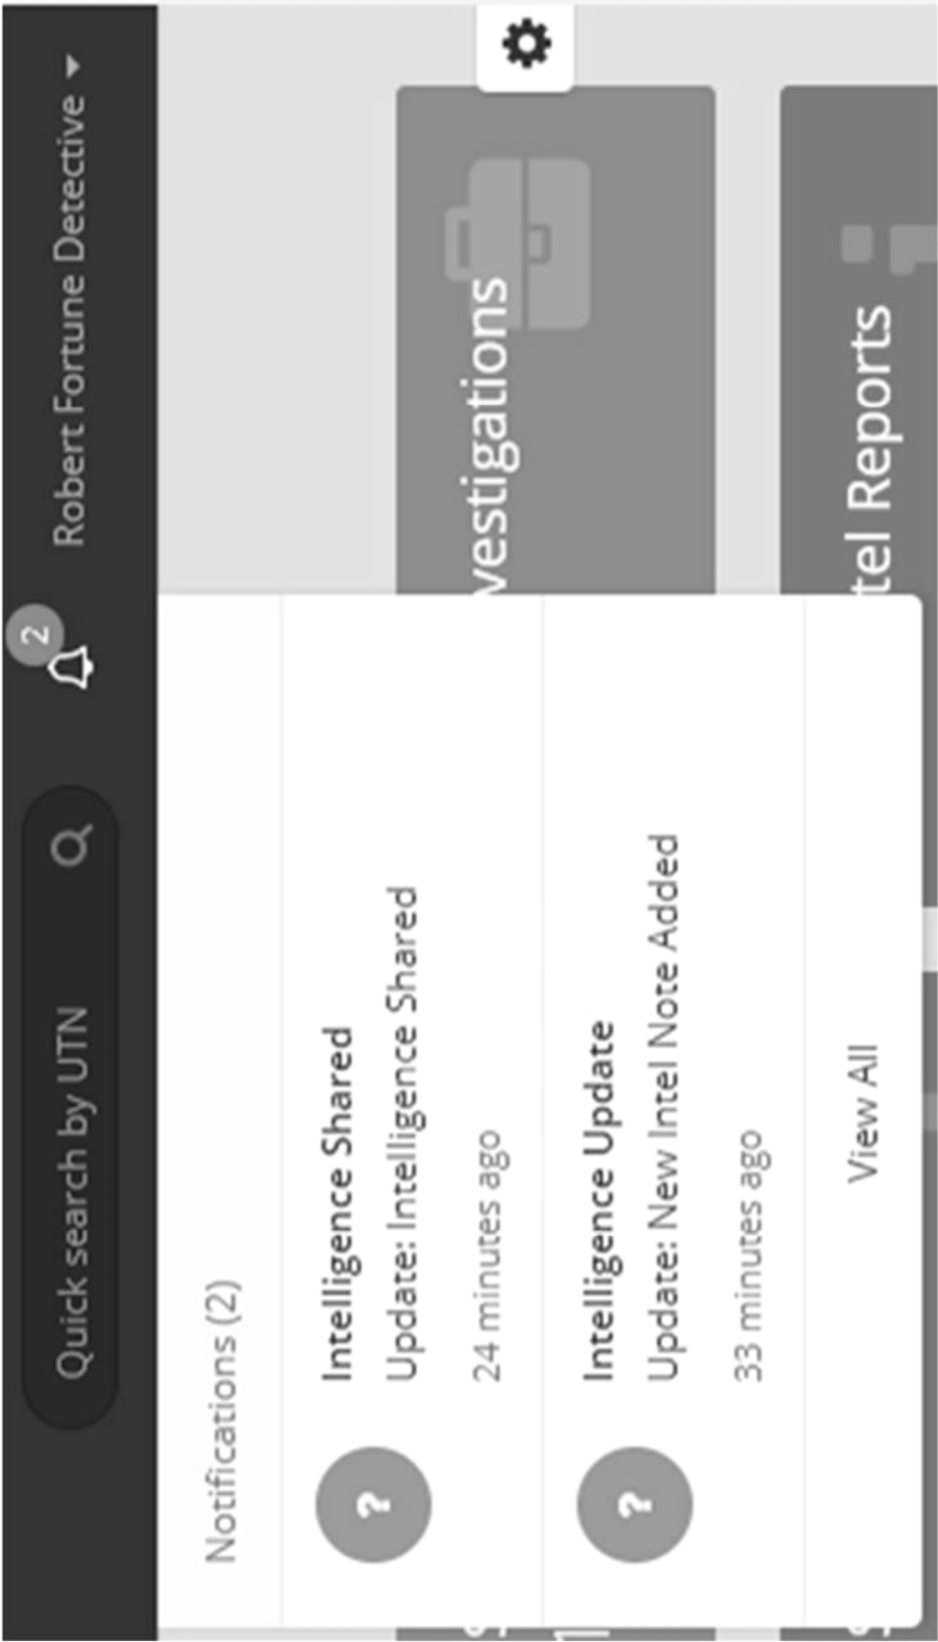 Quick search by UTN
2
Robert Fortune Detective
Notifications (2)
Intelligence Shared
Update: Intelligence Shared
24 minutes ago
Intelligence Update
Update: New Intel Note Added
33 minutes ago
View All
vestigations
tel Reports